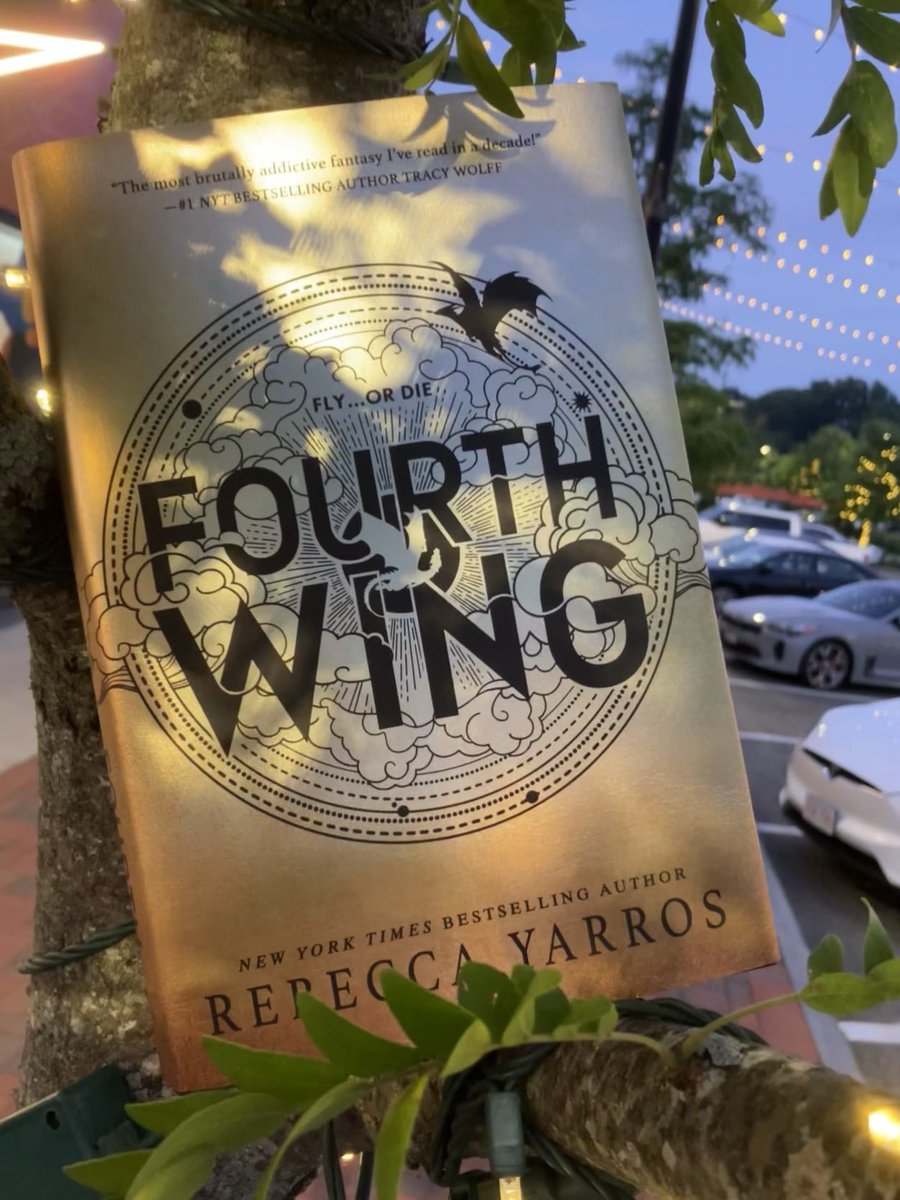 "The most brutally addictive fantasy I've read in a decade!"
—#1 NYT BESTSELLING AUTHOR TRACY WOLFF
FLY...OR DIE...
FOURTH
WING
NEW YORK TIMES BESTSELLING AUTHOR
REBECCA YARROS